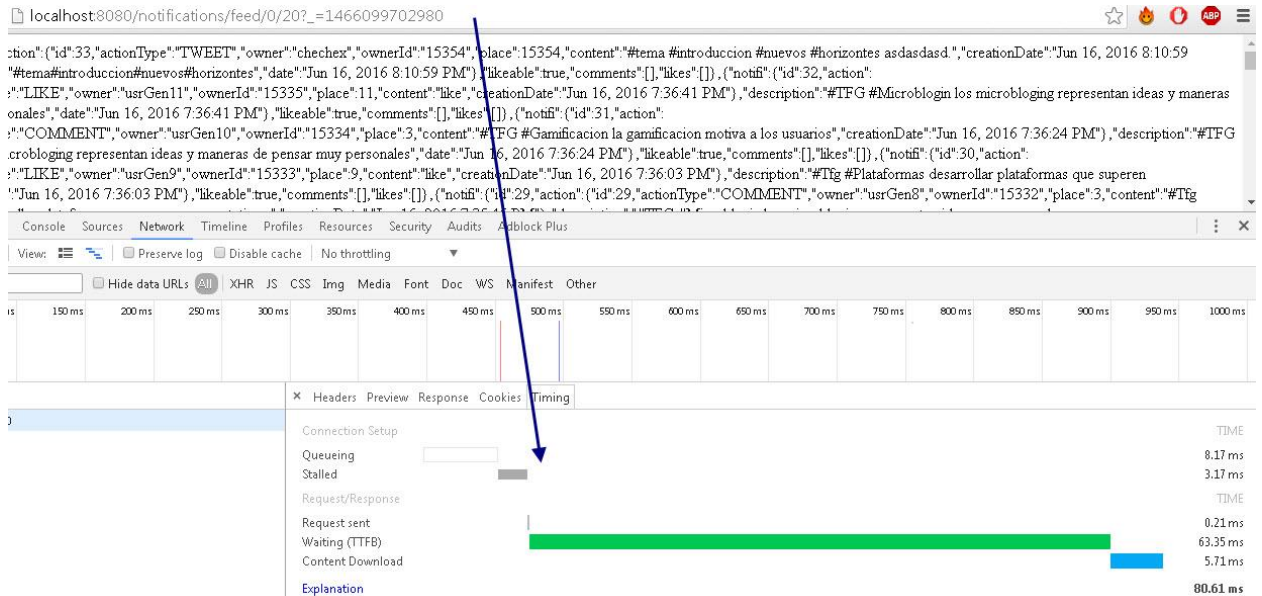 localhost:8080/notifications/feed/0/20?_=1466099702980 ABP
ction":{"id":33,"actionType":"TWEET","owner":"chechex","ownerId":"15354","place":15354,"content":"#tema #introduccion #nuevos #horizontes asdasdasd.","creationDate":"Jun 16, 2016 8:10:59
"#tema#introduccion#nuevos#horizontes","date":"Jun 16, 2016 8:10:59 PM"},"likeable":true,"comments":[],"likes":[]},{"notifi":{"id":32,"action":
:"LIKE","owner":"usrGen11","ownerId":"15335","place":11,"content":"like","creationDate":"Jun 16, 2016 7:36:41 PM"},"description":"#TFG #Microblogin los microbloging representan ideas y maneras
onales","date":"Jun 16, 2016 7:36:41 PM"},"likeable":true,"comments":[],"likes":[]},{"notifi":{"id":31,"action":
:"COMMENT","owner":"usrGen10","ownerId":"15334","place":3,"content":"#TFG #Gamificacion la gamificacion motiva a los usuarios","creationDate":"Jun 16, 2016 7:36:24 PM"},"description":"#TFG
crobloging representan ideas y maneras de pensar muy personales","date":"Jun 16, 2016 7:36:24 PM"},"likeable":true,"comments":[],"likes":[]},{"notifi":{"id":30,"action":
:"LIKE","owner":"usrGen9","ownerId":"15333","place":9,"content":"like","creationDate":"Jun 16, 2016 7:36:03 PM"},"description":"#Tfg #Plataformas desarrollar plataformas que superen
:"Jun 16, 2016 7:36:03 PM"},"likeable":true,"comments":[],"likes":[]},{"notifi":{"id":29,"action":{"id":29,"actionType":"COMMENT","owner":"usrGen8","ownerId":"15332","place":3,"content":"#Tfg
Console Sources Network Timeline Profiles Resources Security Audits Adblock Plus
View: Preserve log Disable cache No throttling
Hide data URLs All XHR JS CSS Img Media Font Doc WS Manifest Other
150 ms 200 ms 250 ms 300 ms 350 ms 400 ms 450 ms 500 ms 550 ms 600 ms 650 ms 700 ms 750 ms 800 ms 850 ms 900 ms 950 ms 1000 ms
× Headers Preview Response Cookies Timing
Connection Setup TIME
Queueing 8.17 ms
Stalled 3.17 ms
Request/Response TIME
Request sent 0.21 ms
Waiting (TTFB) 63.35 ms
Content Download 5.71 ms
Explanation 80.61 ms